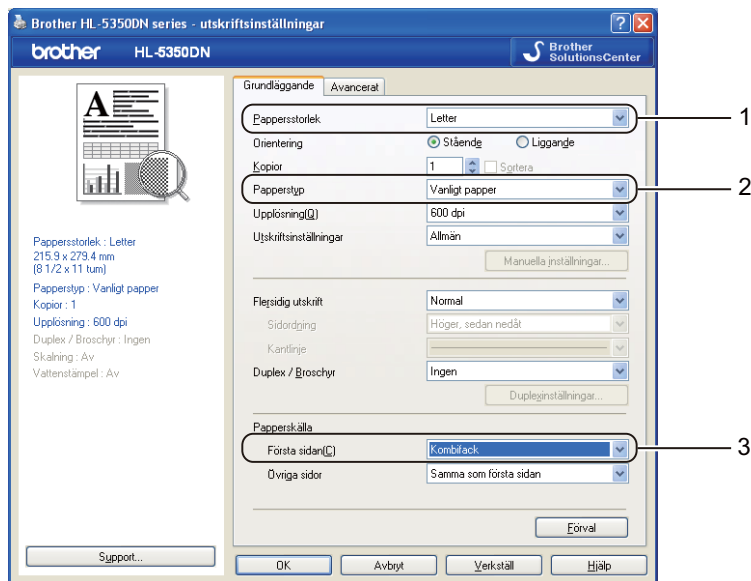 Brother HL-5350DN series - utskriftsinställningar
brother HL-5350DN
Brother SolutionsCenter
Grundläggande Avancerat
Pappersstorlek Letter 1
Orientering Stående Liggande
Kopior 1 Sortera
Papperstyp Vanligt papper 2
Upplösning(Q) 600 dpi
Utskriftsinställningar Allmän
Manuella inställningar...
Flersidig utskrift Normal
Sidordning Höger, sedan nedåt
Kantlinje
Duplex / Broschyr Ingen
Duplexinställningar...
Papperskälla
Första sidan(C) Kombifack 3
Övriga sidor Samma som första sidan
Förval
A
Pappersstorlek : Letter
215.9 x 279.4 mm
(8 1/2 x 11 tum)
Papperstyp : Vanligt papper
Kopior : 1
Upplösning : 600 dpi
Duplex / Broschyr : Ingen
Skalning : Av
Vattenstämpel : Av
Support...
OK Avbryt Verkställ Hjälp